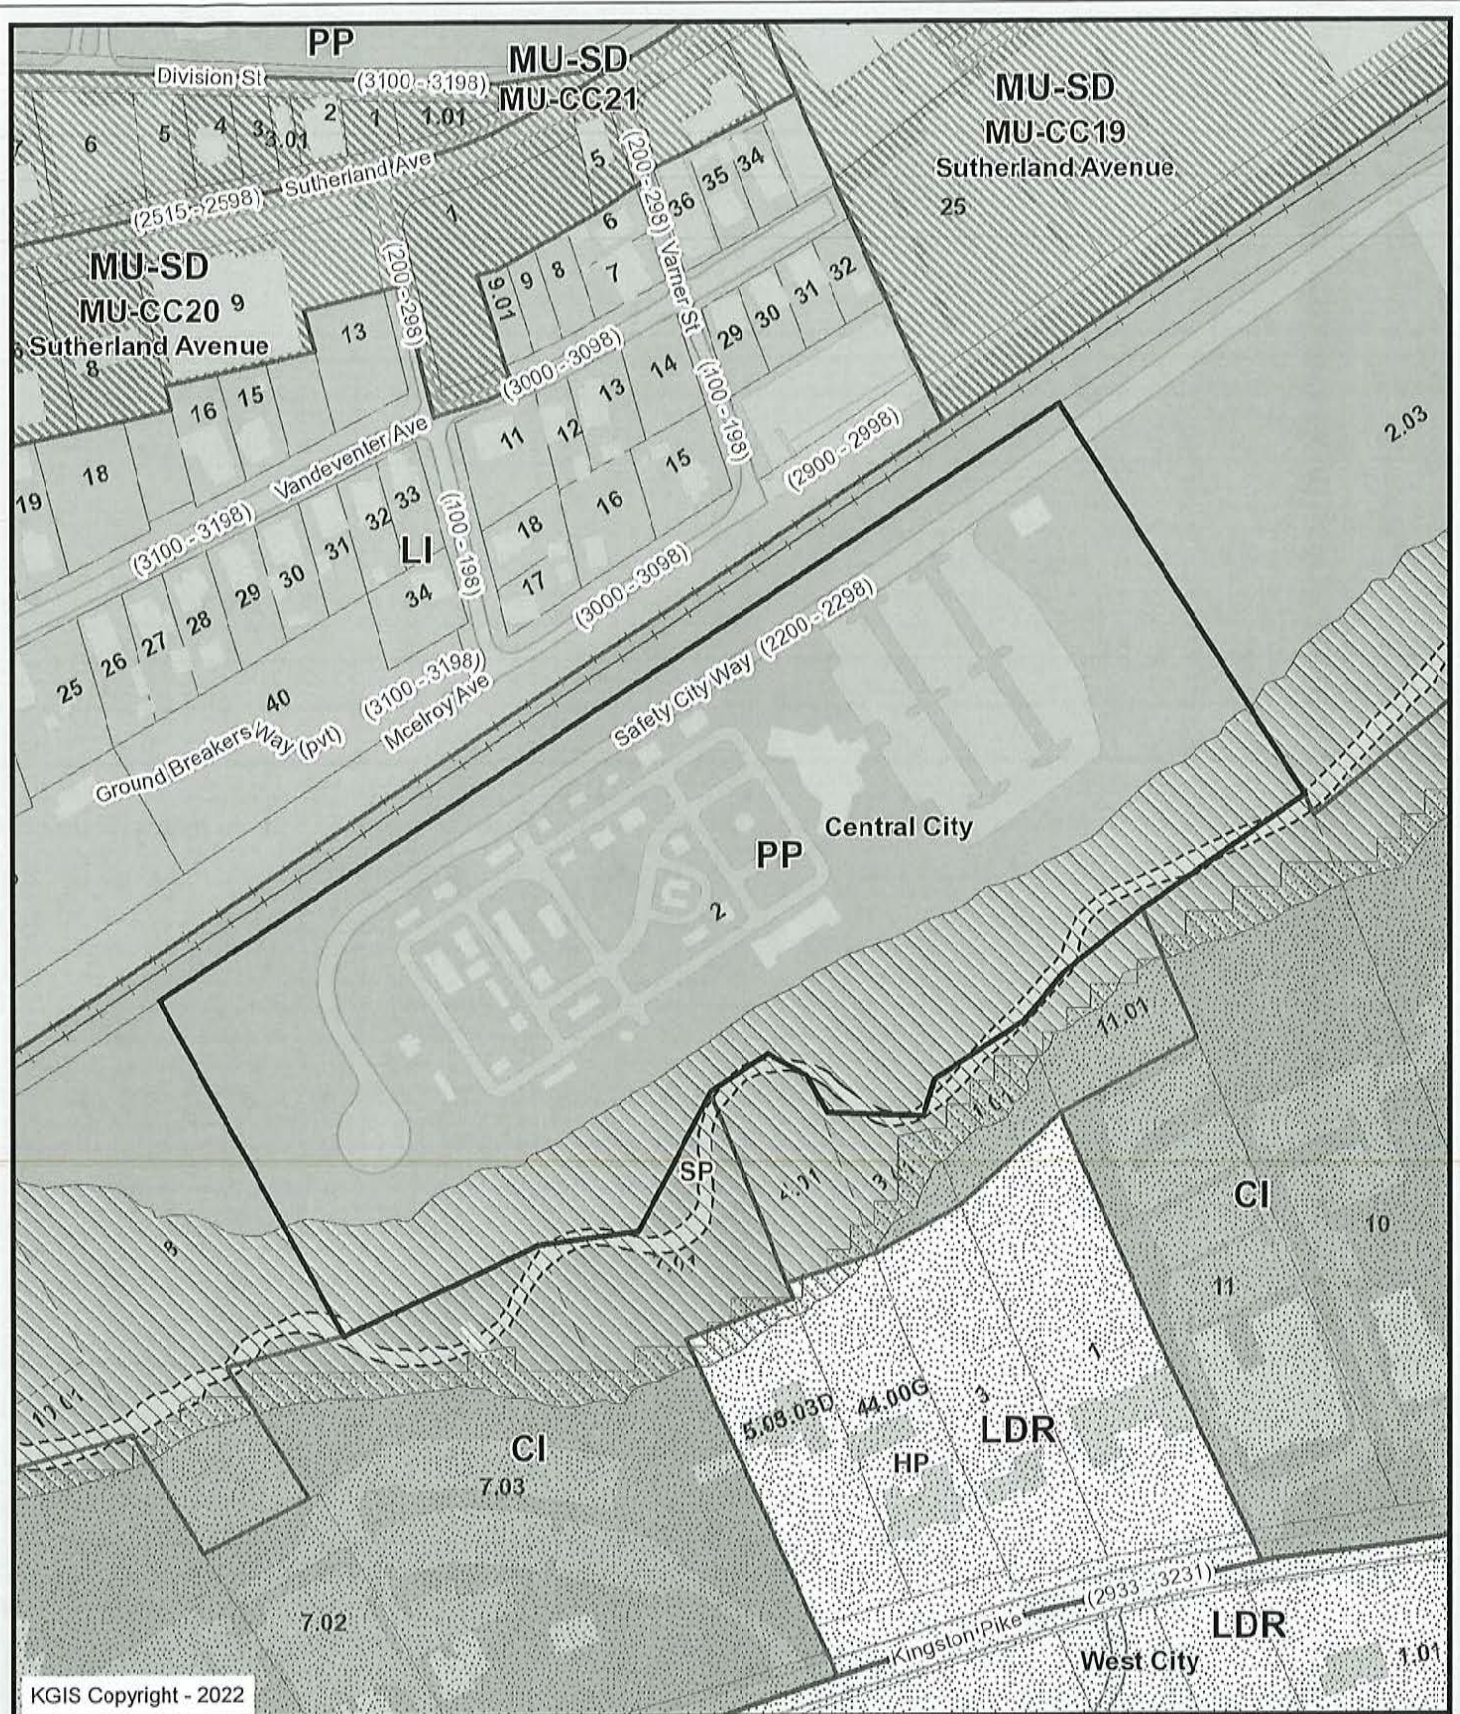 PP
MU-SD
MU-CC21
Division St
(3100 - 3198)
MU-SD
MU-CC19
Sutherland Avenue
25
6
5
4
3
3.01
2
1
1.01
Sutherland Ave
(2515 - 2598)
5
(200 - 298)
36
35
34
1
6
Varner St
MU-SD
MU-CC20
9
Sutherland Avenue
8
(200 - 298)
13
9.01
9
8
7
32
31
30
29
(3000 - 3098)
14
13
12
11
(100 - 198)
16
15
18
19
Vandeventer Ave
(3100 - 3198)
2.03
(2900 - 2998)
15
16
18
17
(3000 - 3098)
33
32
31
30
29
28
27
26
25
LI
(100 - 198)
34
40
(3100 - 3198)
Mcelroy Ave
Ground Breakers Way (pvt)
Safety City Way
(2200 - 2298)
Central City
PP
2
11.01
1.01
3.01
4.01
SP
8
CI
10
11
1
3
44.00G
5.08.03D
LDR
HP
CI
7.03
7.02
Kingston Pike
(2933 - 3231)
LDR
West City
1.01
KGIS Copyright - 2022